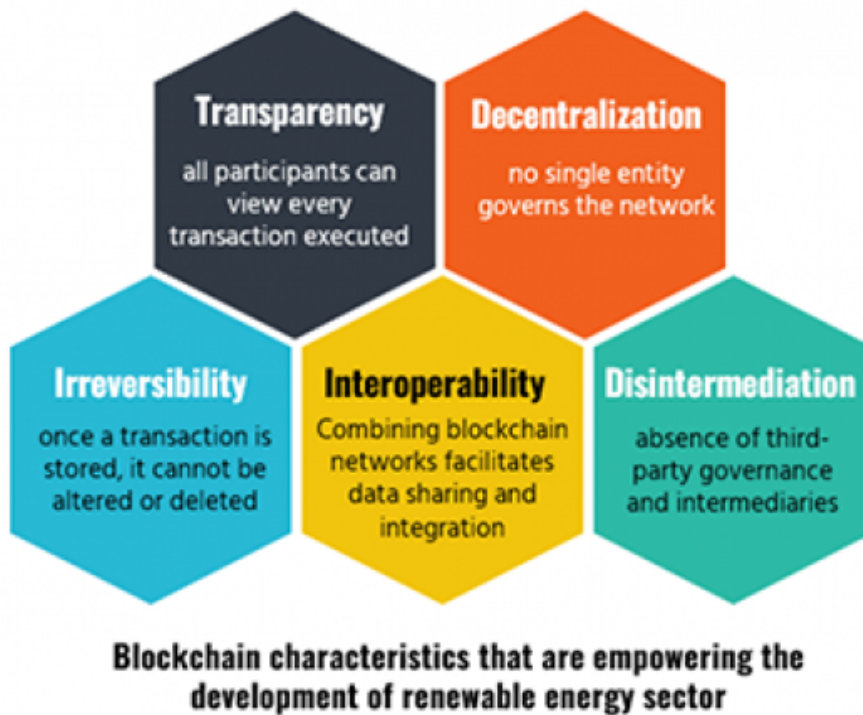 Transparency
all participants can
view every
transaction executed
Decentralization
no single entity
governs the network
Irreversibility
once a transaction is
stored, it cannot be
altered or deleted
Interoperability
Combining blockchain
networks facilitates
data sharing and
integration
Disintermediation
absence of third-
party governance
and intermediaries
Blockchain characteristics that are empowering the
development of renewable energy sector